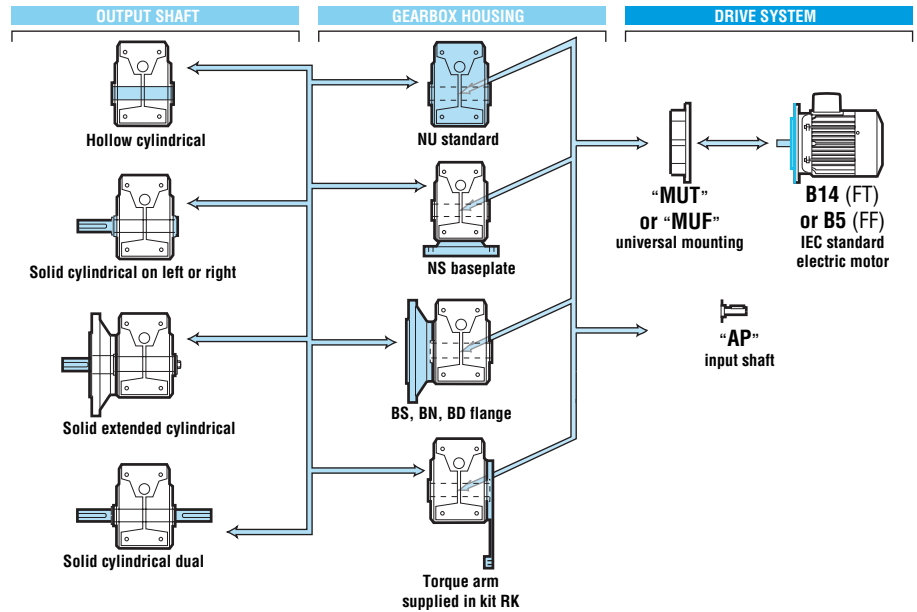 OUTPUT SHAFT
GEARBOX HOUSING
DRIVE SYSTEM
Hollow cylindrical
Solid cylindrical on left or right
Solid extended cylindrical
Solid cylindrical dual
NU standard
NS baseplate
BS, BN, BD flange
Torque arm
supplied in kit RK
“MUT”
or “MUF”
universal mounting
B14 (FT)
or B5 (FF)
IEC standard
electric motor
“AP”
input shaft